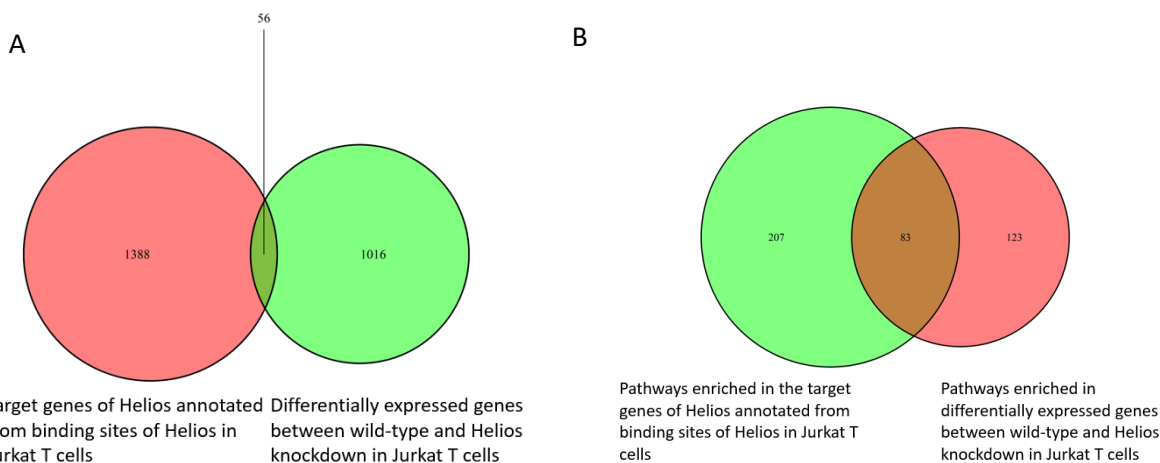 56
A
B
1388
1016
207
83
123
arget genes of Helios annotated
om binding sites of Helios in
urkat T cells
Differentially expressed genes
between wild-type and Helios
knockdown in Jurkat T cells
Pathways enriched in the target
genes of Helios annotated from
binding sites of Helios in Jurkat T
cells
Pathways enriched in
differentially expressed genes
between wild-type and Helios
knockdown in Jurkat T cells